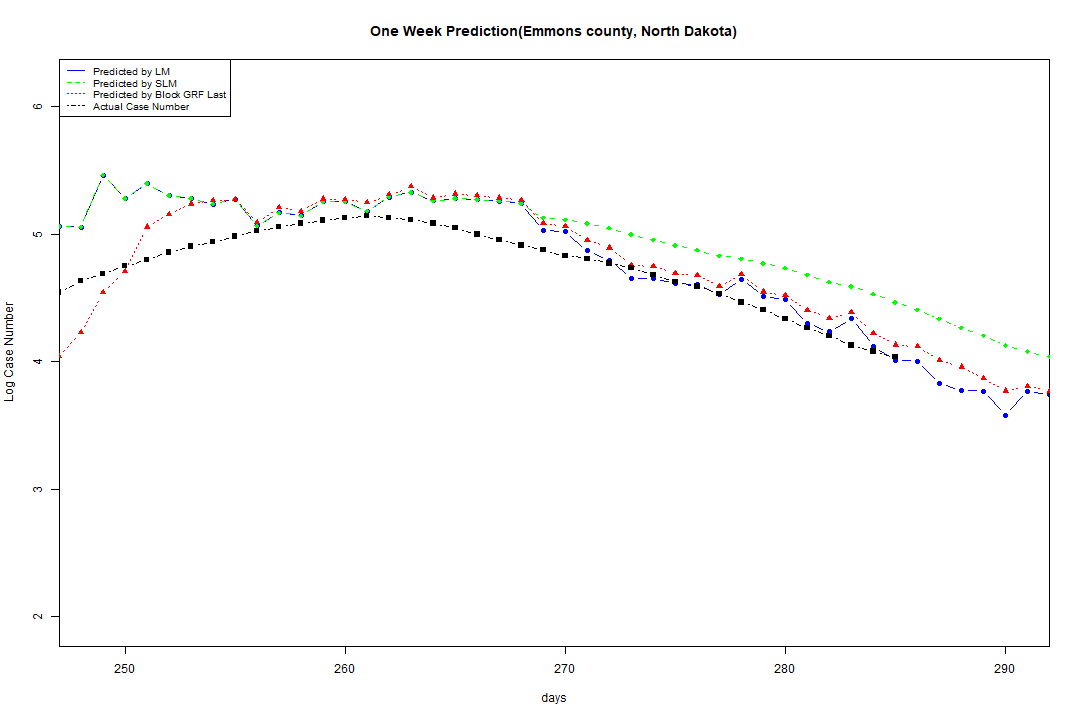 One Week Prediction(Emmons county, North Dakota)
Predicted by LM
Predicted by SLM
Predicted by Block GRF Last
Actual Case Number
6
5
4
3
2
Log Case Number
250 260 270 280 290
days